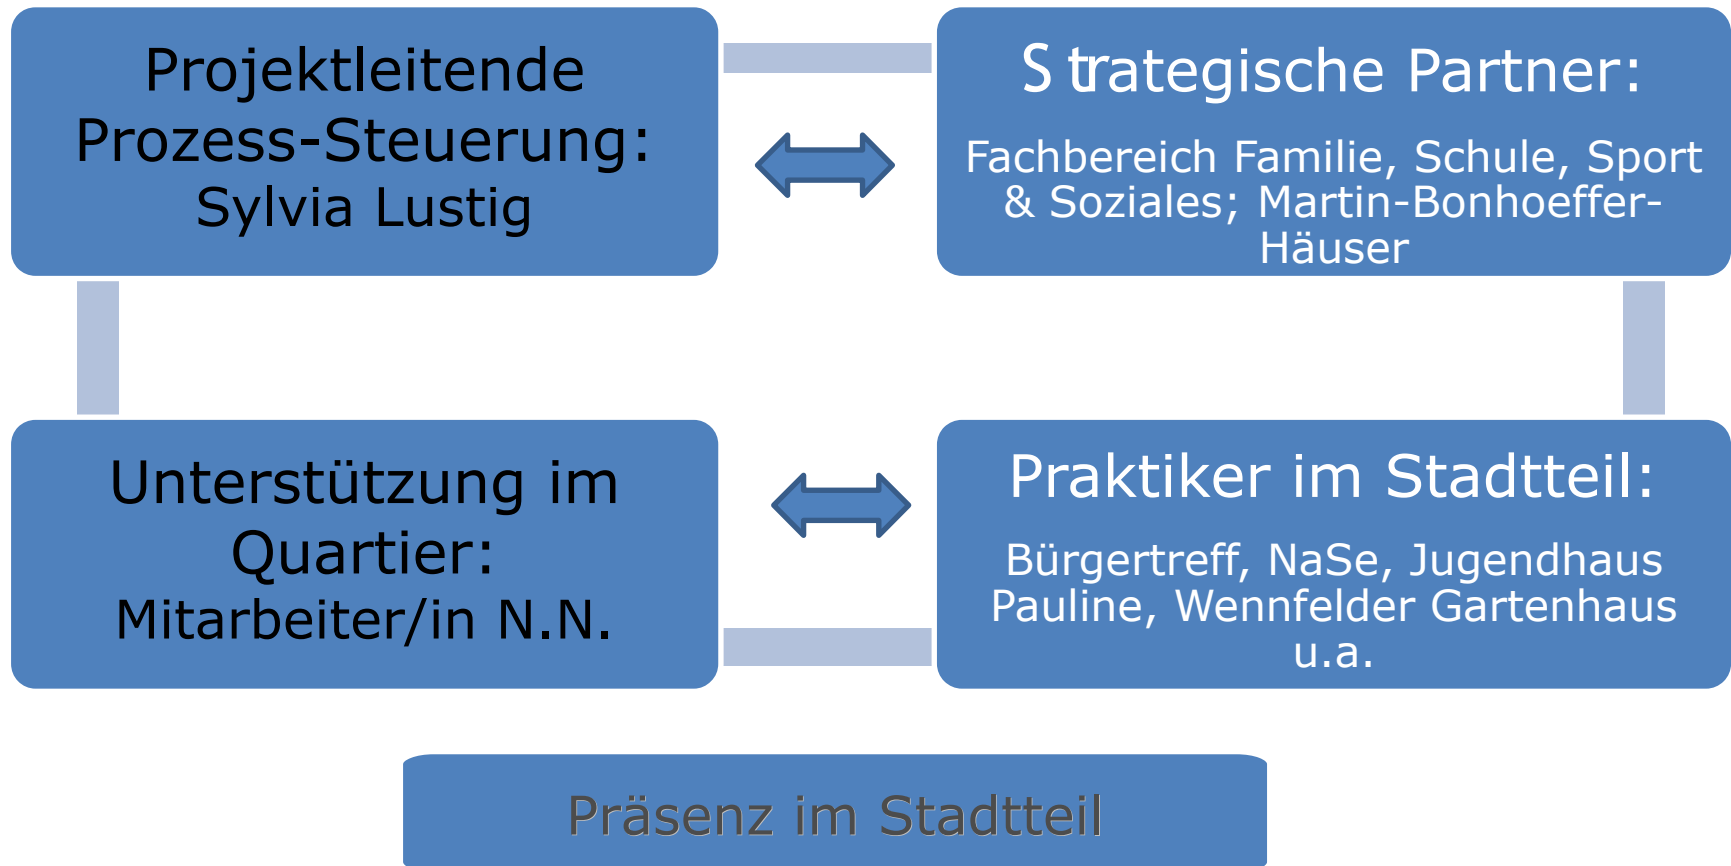 Projektleitende
Prozess-Steuerung:
Sylvia Lustig
Strategische Partner:
Fachbereich Familie, Schule, Sport
& Soziales; Martin-Bonhoeffer-
Häuser
Unterstützung im
Quartier:
Mitarbeiter/in N.N.
Praktiker im Stadtteil:
Bürgertreff, NaSe, Jugendhaus
Pauline, Wennfelder Gartenhaus
u.a.
Präsenz im Stadtteil